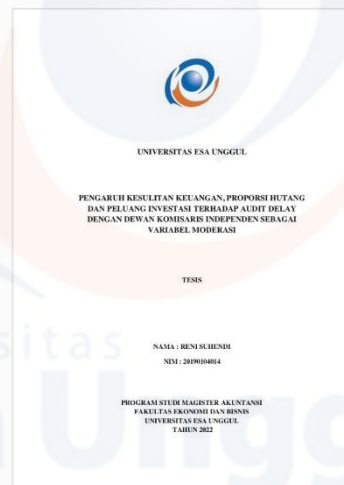 UNIVERSITAS ESA UNGGUL
PENGARUH KESULITAN KEUANGAN, PROPORSI HUTANG
DAN PELUANG INVESTASI TERHADAP AUDIT DELAY
DENGAN DEWAN KOMISARIS INDEPENDEN SEBAGAI
VARIABEL MODERASI
TESIS
NAMA : RENI SUHENDI
NIM : 20190104014
PROGRAM STUDI MAGISTER AKUNTANSI
FAKULTAS EKONOMI DAN BISNIS
UNIVERSITAS ESA UNGGUL
TAHUN 2022